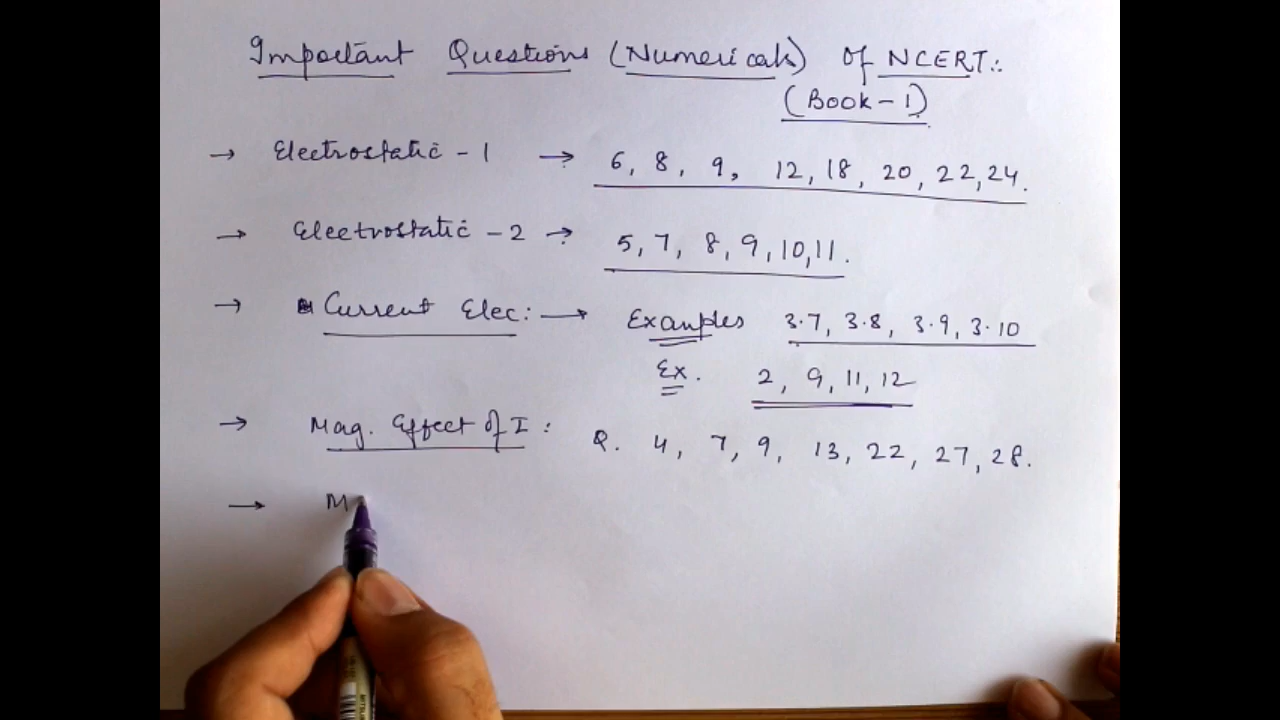 Important Questions (Numericals) of NCERT:.
(Book-1)
→ Electrostatic - 1 → 6, 8, 9, 12, 18, 20, 22, 24.
→ Electrostatic - 2 → 5, 7, 8, 9, 10, 11.
→ Current Elec: → Examples 3.7, 3.8, 3.9, 3.10
Ex. 2, 9, 11, 12
→ Mag. Effect of I : Q. 4, 7, 9, 13, 22, 27, 28.
→ M